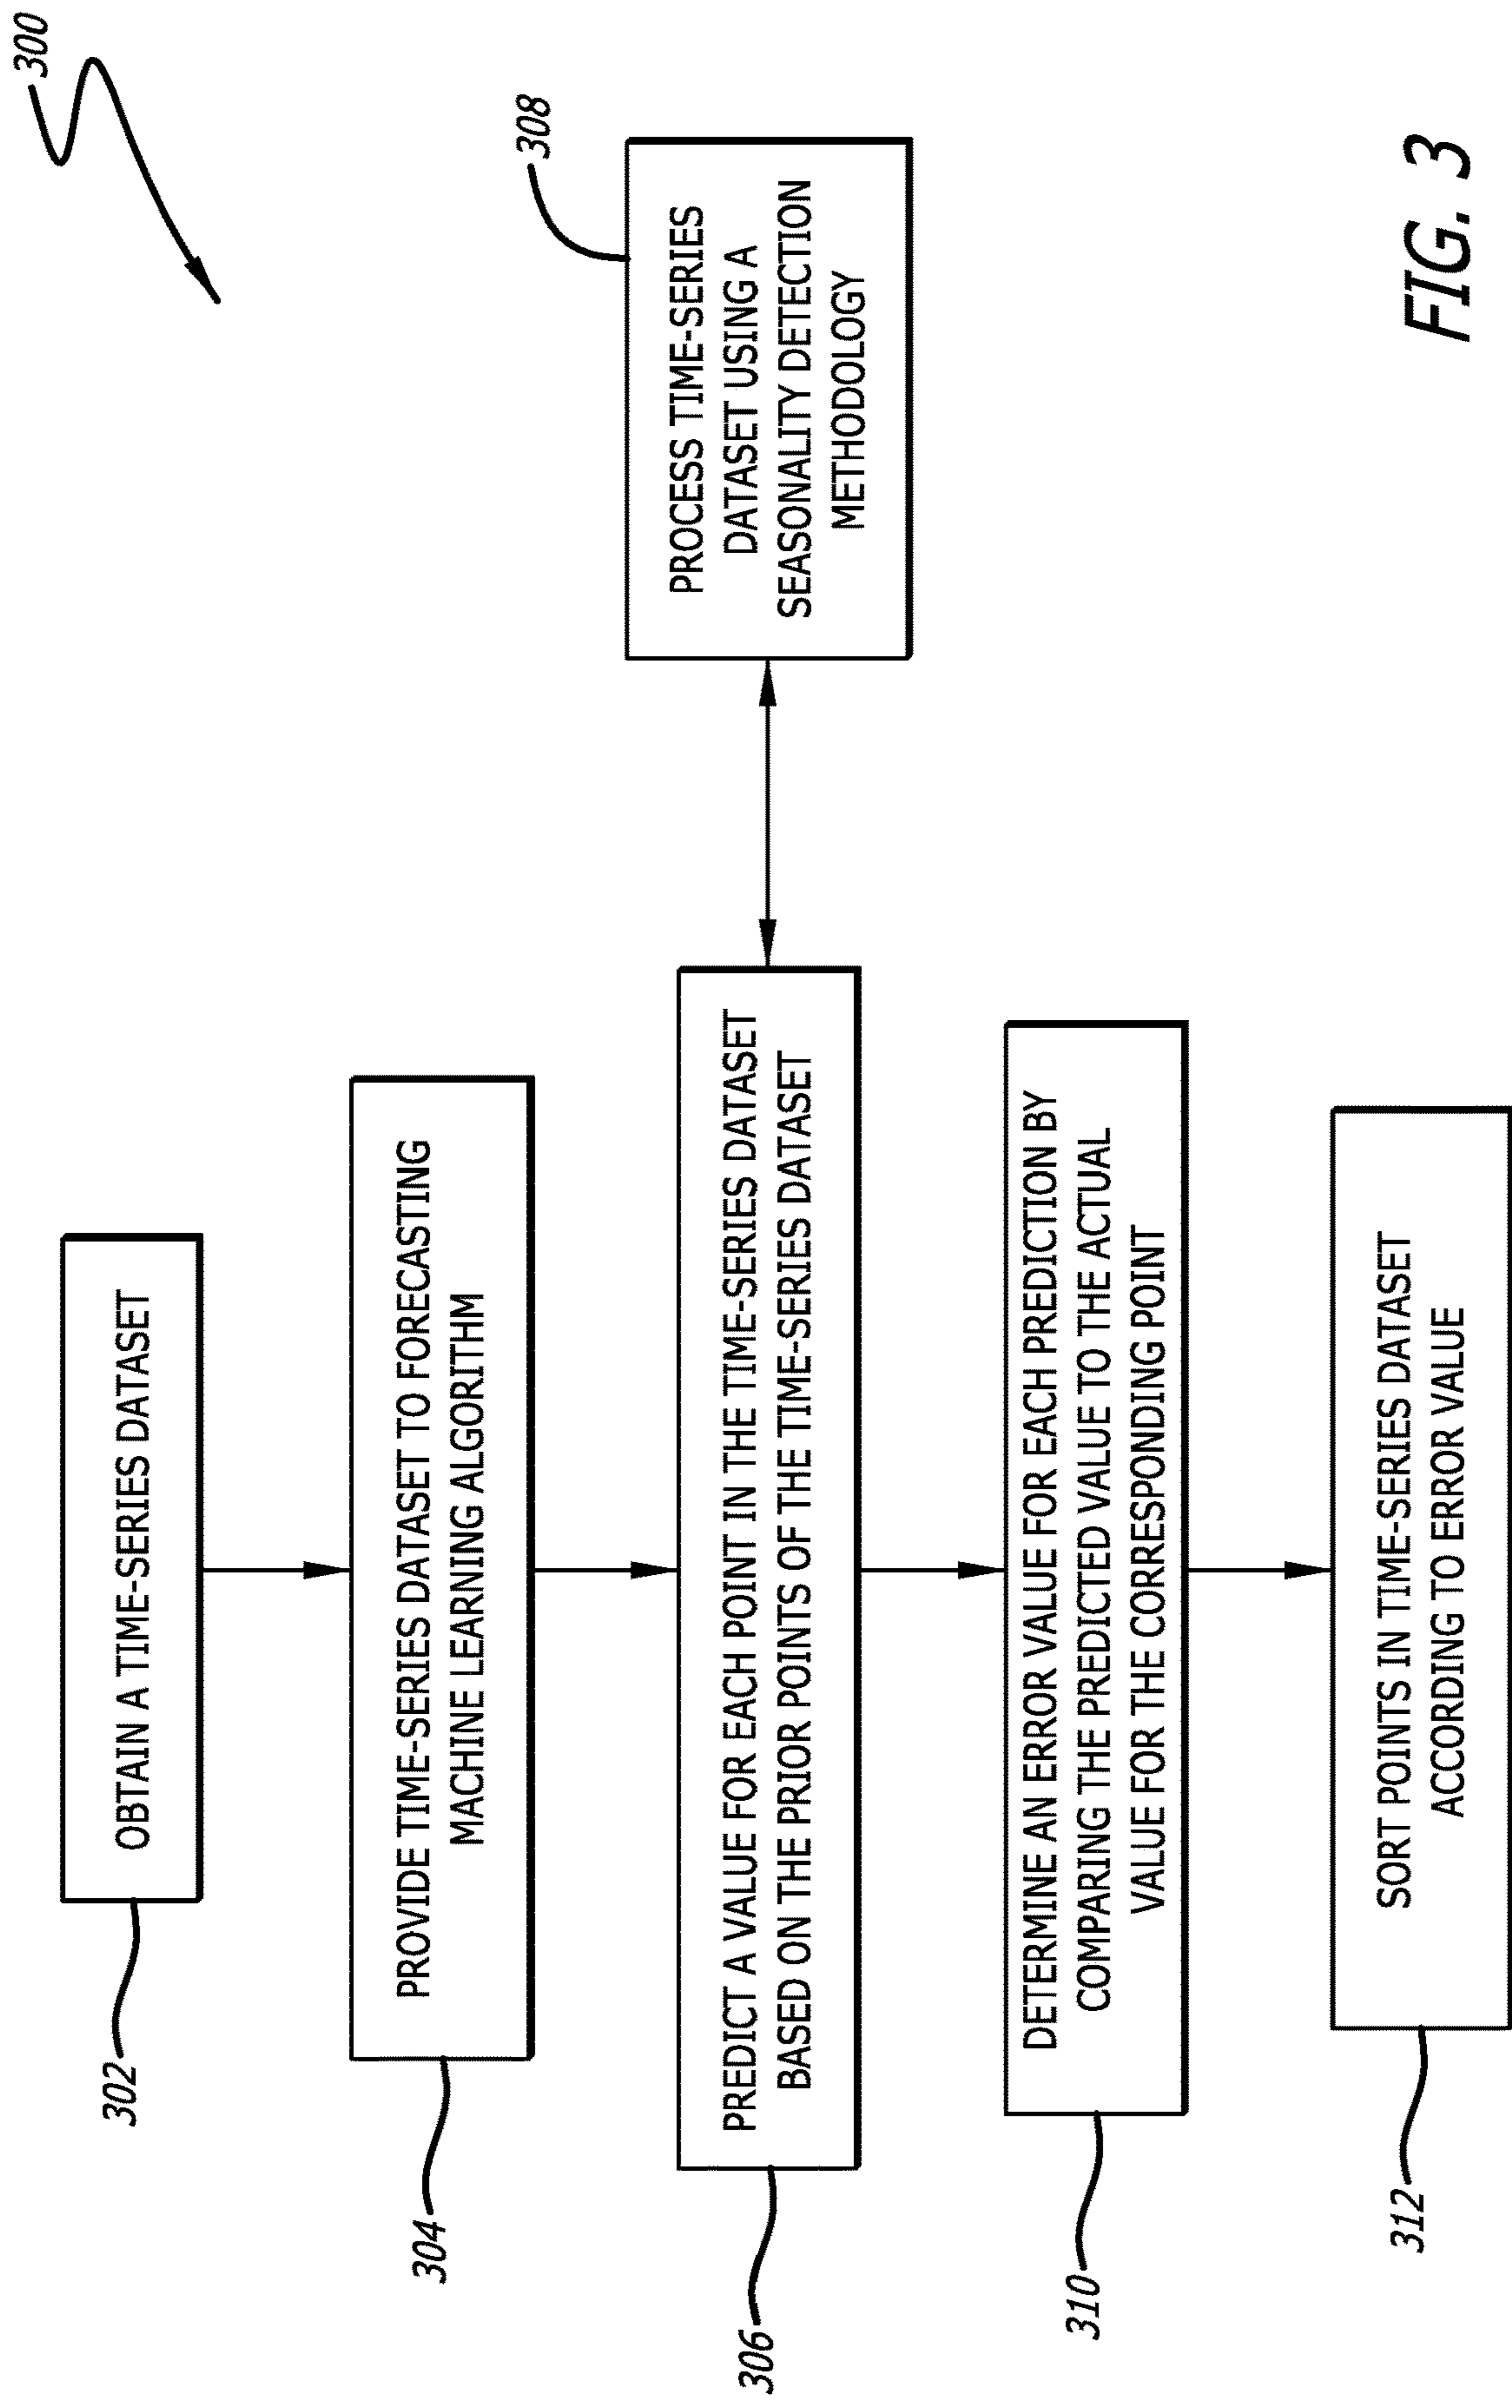 300
302
OBTAIN A TIME-SERIES DATASET
304
PROVIDE TIME-SERIES DATASET TO FORECASTING
MACHINE LEARNING ALGORITHM
306
PREDICT A VALUE FOR EACH POINT IN THE TIME-SERIES DATASET
BASED ON THE PRIOR POINTS OF THE TIME-SERIES DATASET
308
PROCESS TIME-SERIES
DATASET USING A
SEASONALITY DETECTION
METHODOLOGY
310
DETERMINE AN ERROR VALUE FOR EACH PREDICTION BY
COMPARING THE PREDICTED VALUE TO THE ACTUAL
VALUE FOR THE CORRESPONDING POINT
312
SORT POINTS IN TIME-SERIES DATASET
ACCORDING TO ERROR VALUE
FIG. 3